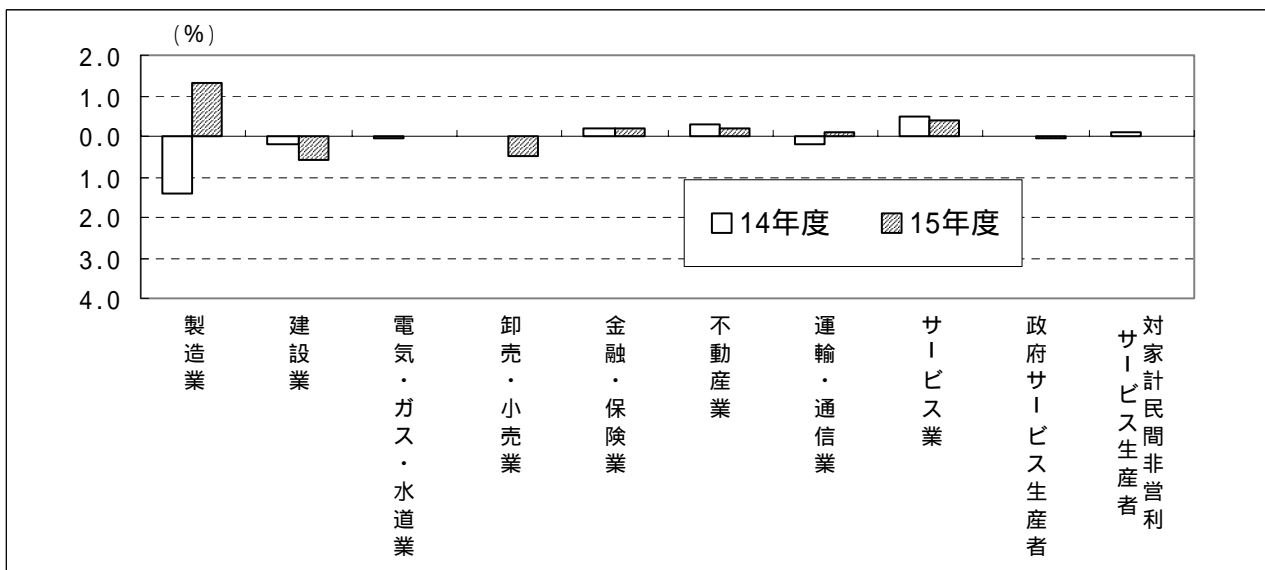 (%)
2.0
1.0
0.0
1.0
2.0
3.0
4.0
14年度
15年度
製造業
建設業
電気・ガス・水道業
卸売・小売業
金融・保険業
不動産業
運輸・通信業
サービス業
政府サービス生産者
対家計民間非営利
サービス生産者